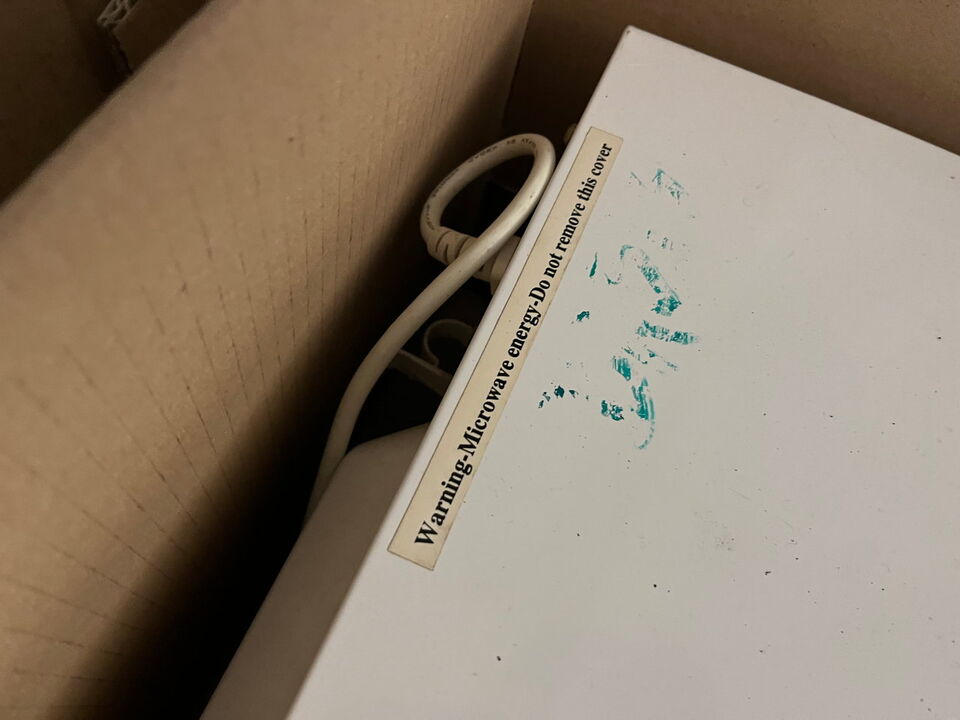 Warning-Microwave energy-Do not remove this cover